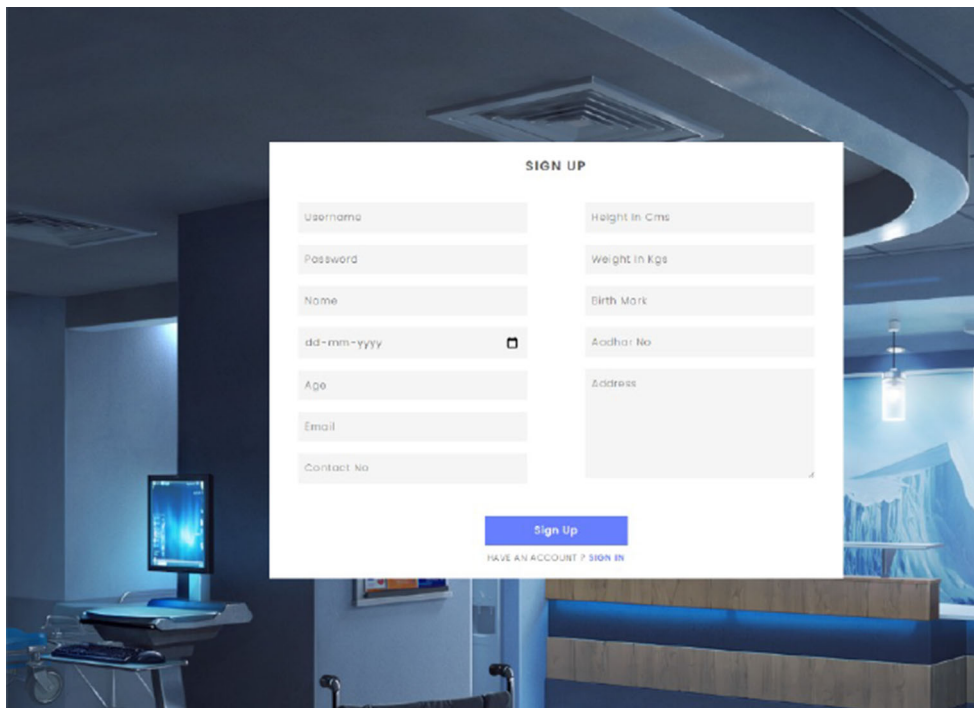 SIGN UP
Username
Password
Name
dd-mm-yyyy
Age
Email
Contact No
Height In Cms
Weight In Kgs
Birth Mark
Aadhar No
Address
Sign Up
HAVE AN ACCOUNT ? SIGN IN